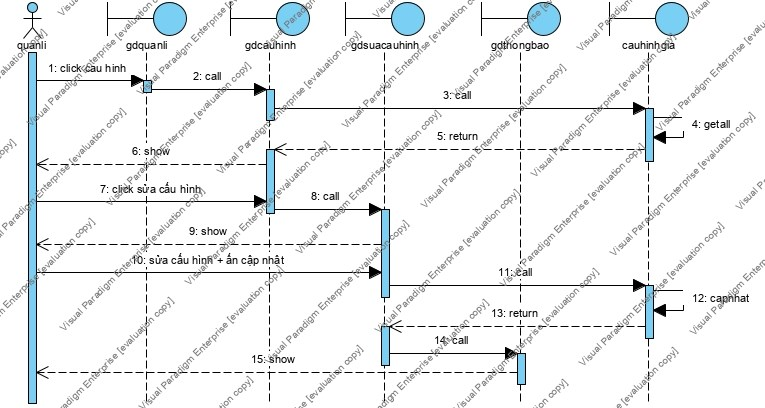 quanli
gdquanli
gdcauhinh
gdsuacauhinh
gdthongbao
cauhinhgia
1: click cau hinh
2: call
3: call
4: getall
5: return
6: show
7: click sửa cấu hình
8: call
9: show
10: sửa cấu hình + ấn cập nhật
11: call
12: capnhat
13: return
14: call
15: show
Visual Paradigm Enterprise [evaluation copy]